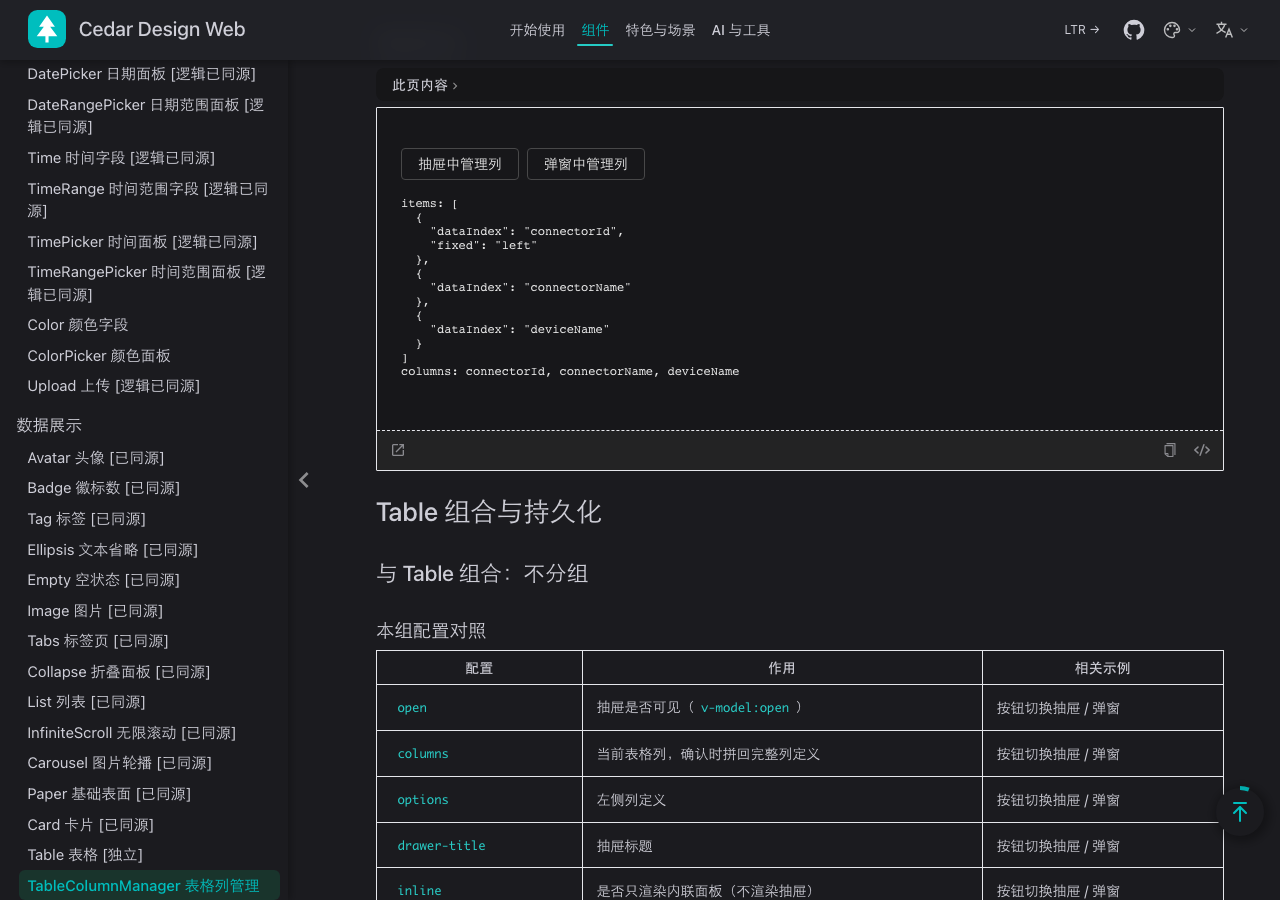 Cedar Design Web
开始使用
组件
特色与场景
AI 与工具
LTR →
DatePicker 日期面板 [逻辑已同源]
DateRangePicker 日期范围面板 [逻
辑已同源]
Time 时间字段 [逻辑已同源]
TimeRange 时间范围字段 [逻辑已同
源]
TimePicker 时间面板 [逻辑已同源]
TimeRangePicker 时间范围面板 [逻
辑已同源]
Color 颜色字段
ColorPicker 颜色面板
Upload 上传 [逻辑已同源]
数据展示
Avatar 头像 [已同源]
Badge 徽标数 [已同源]
Tag 标签 [已同源]
Ellipsis 文本省略 [已同源]
Empty 空状态 [已同源]
Image 图片 [已同源]
Tabs 标签页 [已同源]
Collapse 折叠面板 [已同源]
List 列表 [已同源]
InfiniteScroll 无限滚动 [已同源]
Carousel 图片轮播 [已同源]
Paper 基础表面 [已同源]
Card 卡片 [已同源]
Table 表格 [独立]
TableColumnManager 表格列管理
此页内容 ›
抽屉中管理列
弹窗中管理列
items: [
  {
    "dataIndex": "connectorId",
    "fixed": "left"
  },
  {
    "dataIndex": "connectorName"
  },
  {
    "dataIndex": "deviceName"
  }
]
columns: connectorId, connectorName, deviceName
Table 组合与持久化
与 Table 组合：不分组
本组配置对照
配置 作用 相关示例
open 抽屉是否可见（ v-model:open ） 按钮切换抽屉 / 弹窗
columns 当前表格列，确认时拼回完整列定义 按钮切换抽屉 / 弹窗
options 左侧列定义 按钮切换抽屉 / 弹窗
drawer-title 抽屉标题 按钮切换抽屉 / 弹窗
inline 是否只渲染内联面板（不渲染抽屉） 按钮切换抽屉 / 弹窗